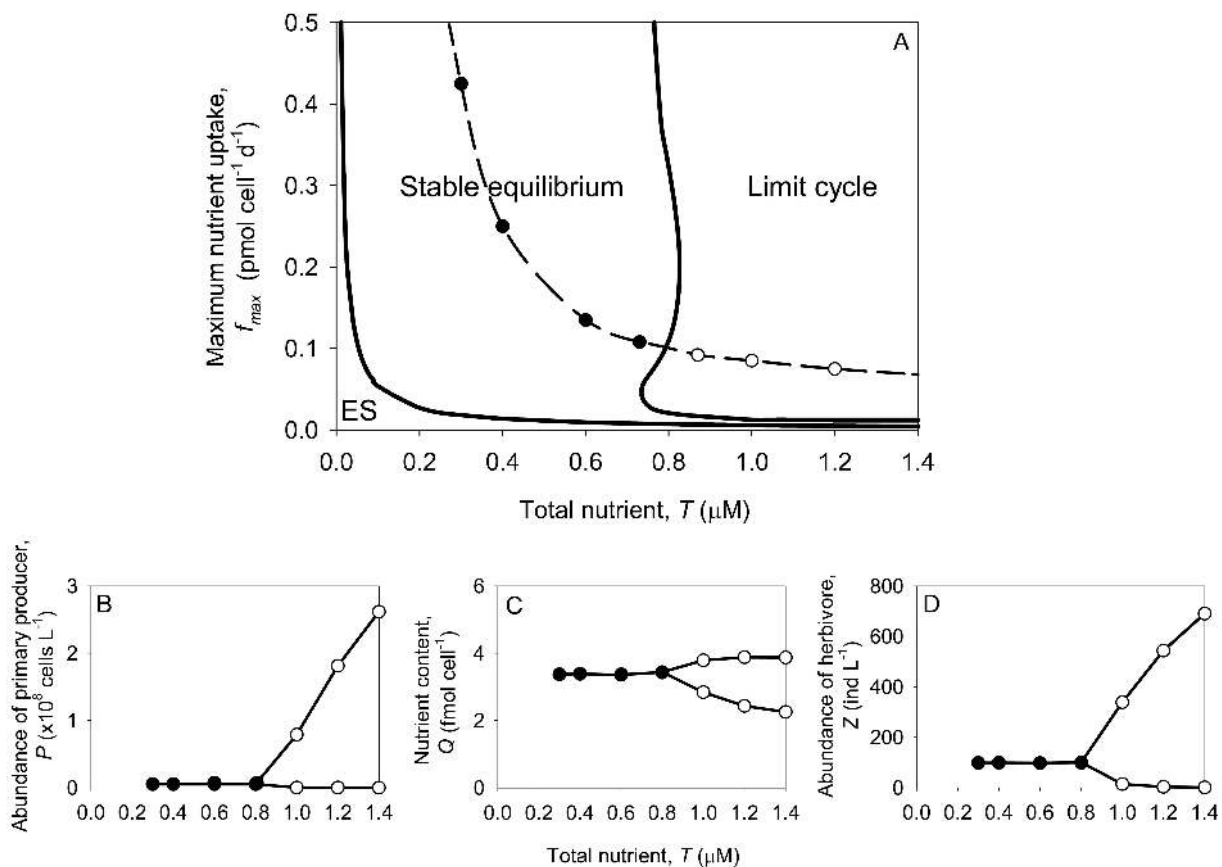 A
Maximum nutrient uptake,
f_max (pmol cell⁻¹ d⁻¹)
0.5
0.4
0.3
0.2
0.1
0.0
Stable equilibrium
Limit cycle
ES
0.0 0.2 0.4 0.6 0.8 1.0 1.2 1.4
Total nutrient, T (μM)
B
Abundance of primary producer,
P (x10⁸ cells L⁻¹)
3
2
1
0
0.0 0.2 0.4 0.6 0.8 1.0 1.2 1.4
C
Nutrient content,
Q (fmol cell⁻¹)
6
4
2
0
0.0 0.2 0.4 0.6 0.8 1.0 1.2 1.4
D
Abundance of herbivore,
Z (ind L⁻¹)
800
600
400
200
0
0.0 0.2 0.4 0.6 0.8 1.0 1.2 1.4
Total nutrient, T (μM)